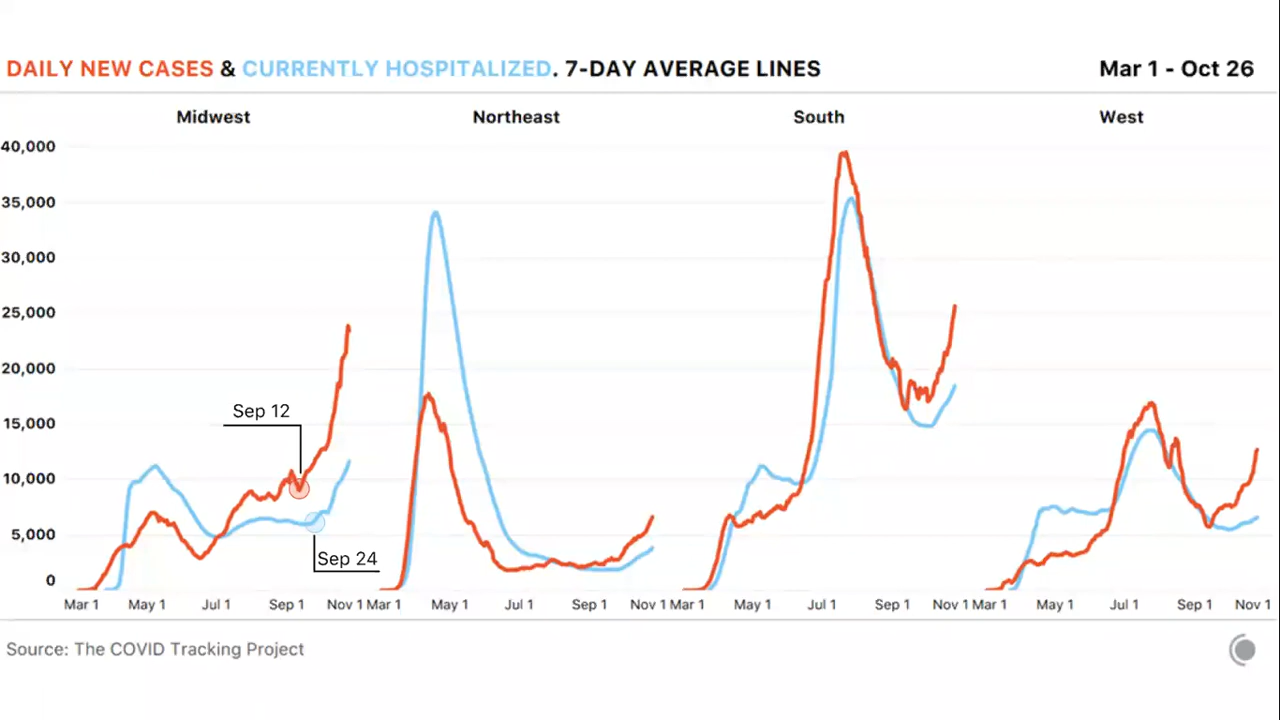 DAILY NEW CASES & CURRENTLY HOSPITALIZED. 7-DAY AVERAGE LINES
Mar 1 - Oct 26
Midwest Northeast South West
40,000
35,000
30,000
25,000
20,000
15,000
10,000
5,000
0
Sep 12
Sep 24
Mar 1 May 1 Jul 1 Sep 1 Nov 1 Mar 1 May 1 Jul 1 Sep 1 Nov 1 Mar 1 May 1 Jul 1 Sep 1 Nov 1 Mar 1 May 1 Jul 1 Sep 1 Nov 1
Source: The COVID Tracking Project